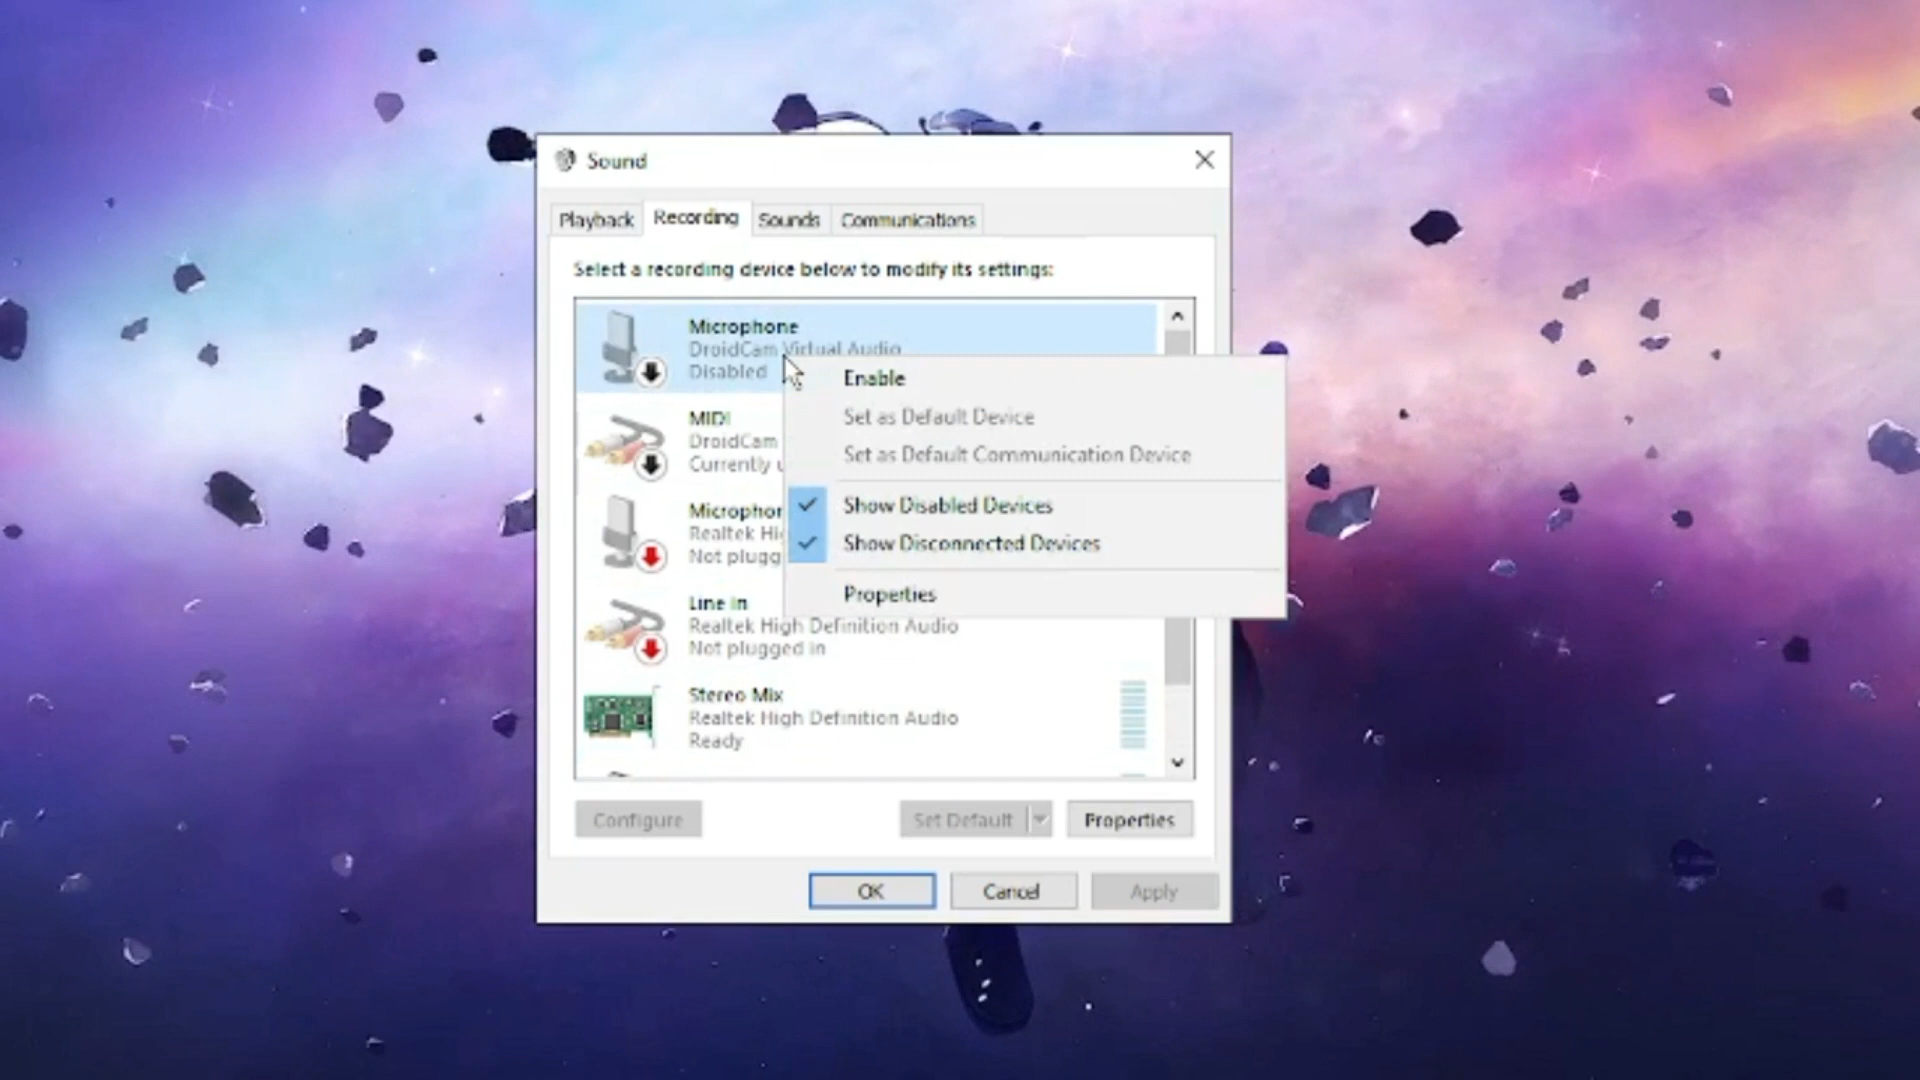 Sound
Playback
Recording
Sounds
Communications
Select a recording device below to modify its settings:
Microphone
DroidCam Virtual Audio
Disabled
Enable
Set as Default Device
Set as Default Communication Device
Show Disabled Devices
Show Disconnected Devices
Properties
MIDI
DroidCam
Currently
Realtek
Not
Line In
Realtek High Definition Audio
Not plugged in
Stereo Mix
Realtek High Definition Audio
Ready
Configure
Set Default
Properties
OK
Cancel
Apply